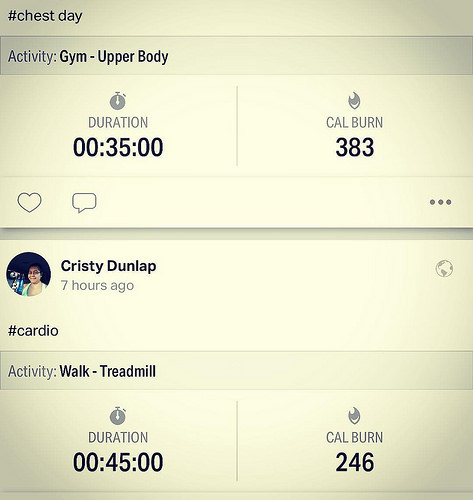 #chest day
Activity: Gym - Upper Body
DURATION CAL BURN
00:35:00 383
Cristy Dunlap
7 hours ago
#cardio
Activity: Walk - Treadmill
DURATION CAL BURN
00:45:00 246